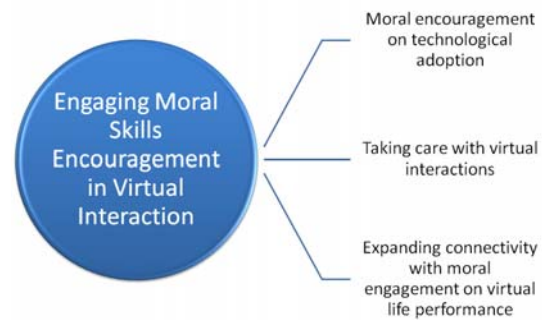 Engaging Moral
Skills
Encouragement
in Virtual
Interaction
Moral encouragement
on technological
adoption
Taking care with virtual
interactions
Expanding connectivity
with moral
engagement on virtual
life performance